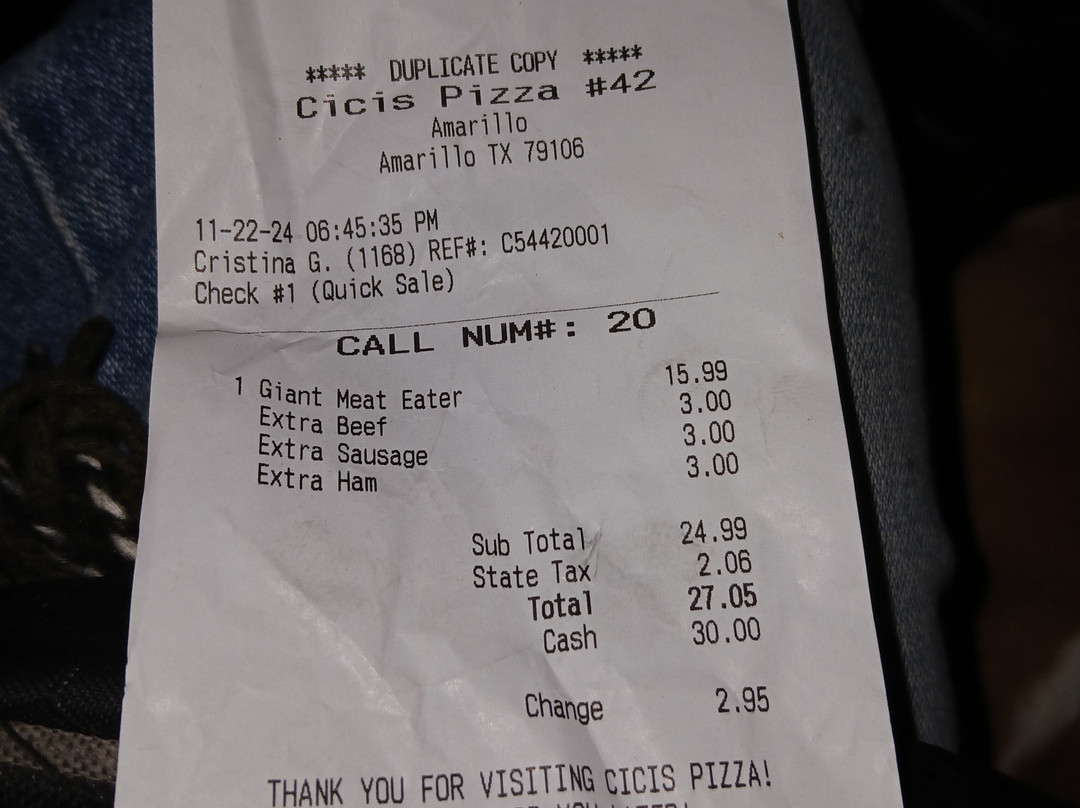 ***** DUPLICATE COPY *****
Cicis Pizza #42
Amarillo
Amarillo TX 79106
11-22-24 06:45:35 PM
Cristina G. (1168) REF#: C54420001
Check #1 (Quick Sale)
CALL NUM#: 20
1 Giant Meat Eater 15.99
Extra Beef 3.00
Extra Sausage 3.00
Extra Ham 3.00
Sub Total 24.99
State Tax 2.06
Total 27.05
Cash 30.00
Change 2.95
THANK YOU FOR VISITING CICIS PIZZA!